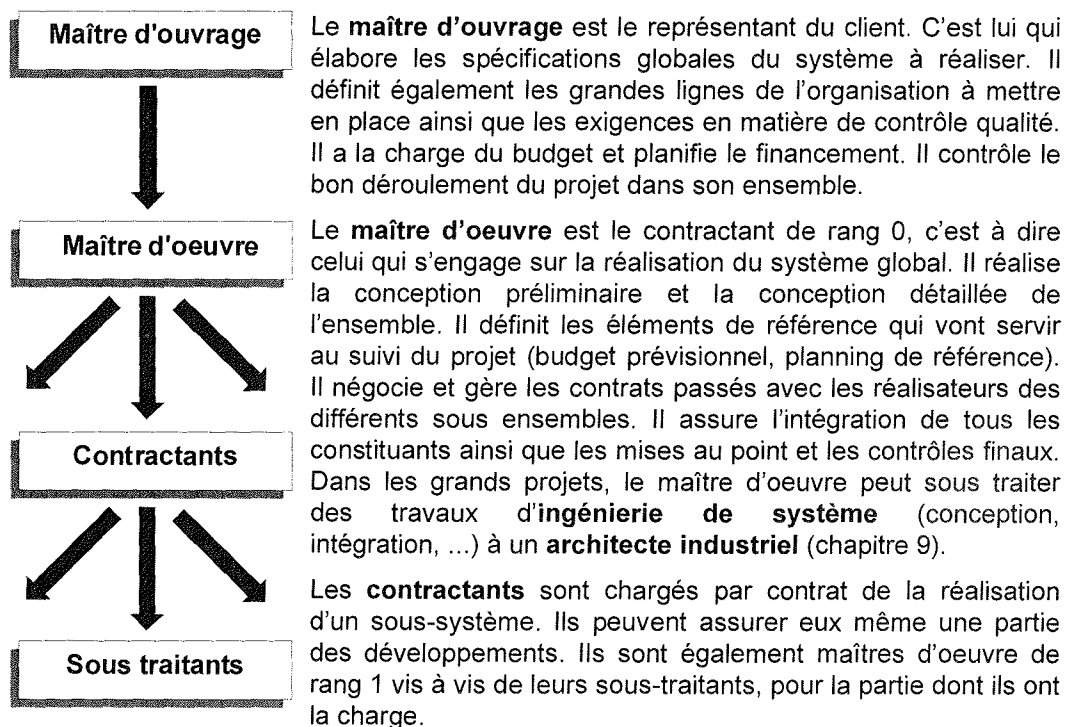 Maître d'ouvrage
Le maître d'ouvrage est le représentant du client. C'est lui qui
élabore les spécifications globales du système à réaliser. Il
définit également les grandes lignes de l'organisation à mettre
en place ainsi que les exigences en matière de contrôle qualité.
Il a la charge du budget et planifie le financement. Il contrôle le
bon déroulement du projet dans son ensemble.
Maître d'oeuvre
Le maître d'oeuvre est le contractant de rang 0, c'est à dire
celui qui s'engage sur la réalisation du système global. Il réalise
la conception préliminaire et la conception détaillée de
l'ensemble. Il définit les éléments de référence qui vont servir
au suivi du projet (budget prévisionnel, planning de référence).
Il négocie et gère les contrats passés avec les réalisateurs des
différents sous ensembles. Il assure l'intégration de tous les
constituants ainsi que les mises au point et les contrôles finaux.
Dans les grands projets, le maître d'oeuvre peut sous traiter
des travaux d'ingénierie de système (conception,
intégration, ...) à un architecte industriel (chapitre 9).
Contractants
Les contractants sont chargés par contrat de la réalisation
d'un sous-système. Ils peuvent assurer eux même une partie
des développements. Ils sont également maîtres d'oeuvre de
rang 1 vis à vis de leurs sous-traitants, pour la partie dont ils ont
la charge.
Sous traitants